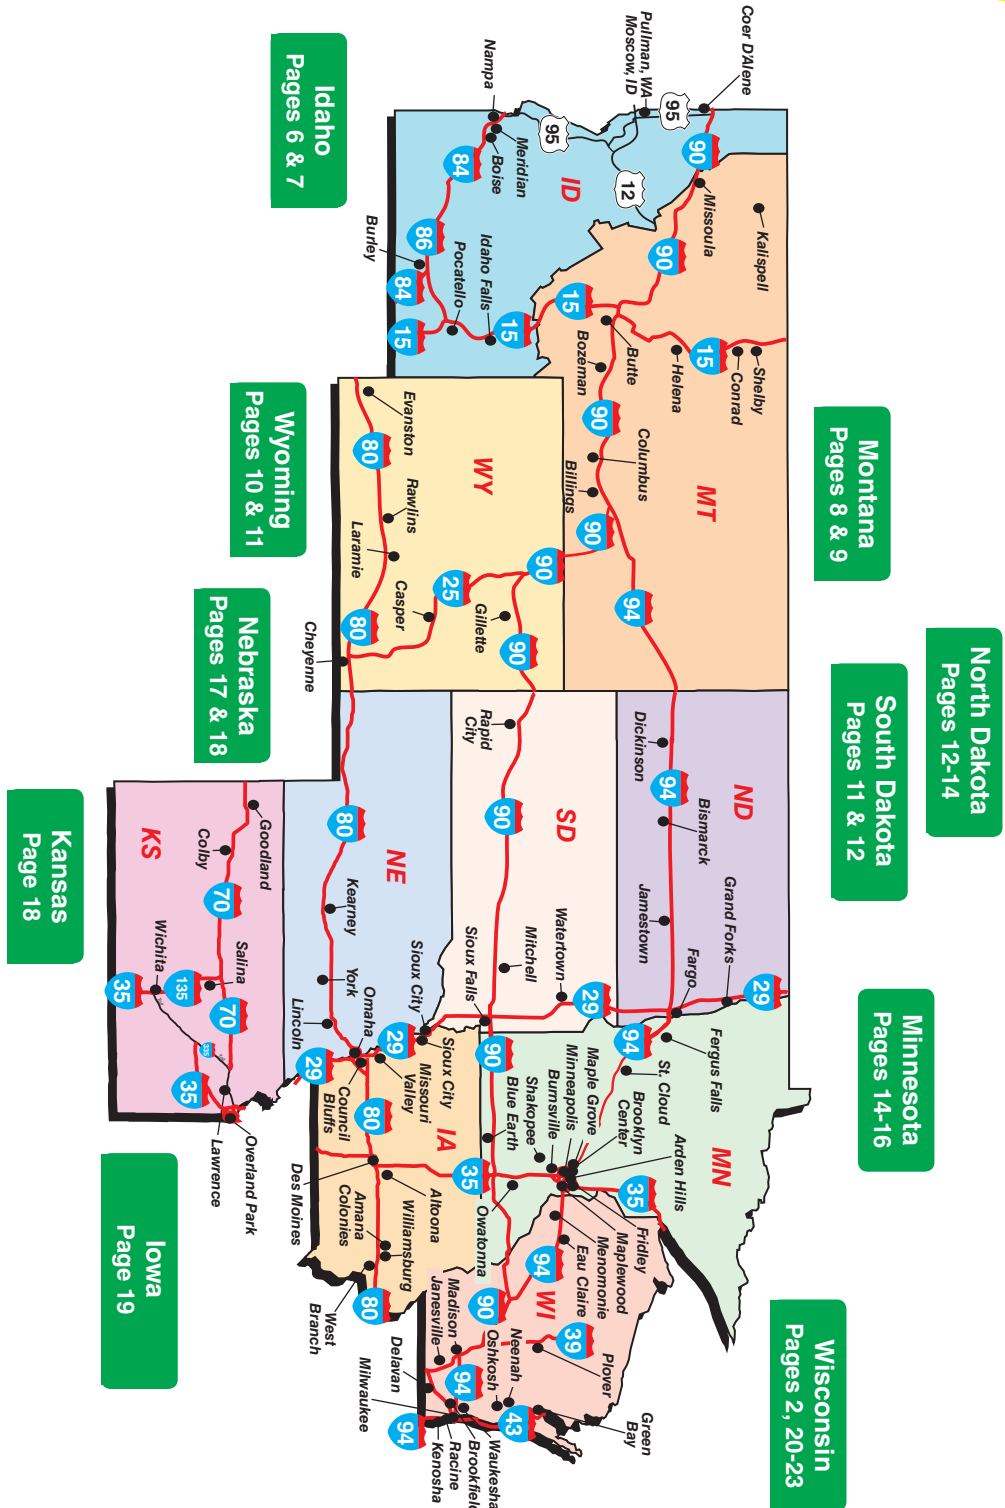 North Dakota
Pages 12-14
Montana
Pages 8 & 9
South Dakota
Pages 11 & 12
Minnesota
Pages 14-16
Wisconsin
Pages 2, 20-23
Idaho
Pages 6 & 7
Wyoming
Pages 10 & 11
Nebraska
Pages 17 & 18
Kansas
Page 18
Iowa
Page 19
Coer D'Alene
Pullman, WA
Moscow, ID
95
90
95
12
ID
Nampa
Meridian
Boise
84
86
Burley
84
Pocatello
Idaho Falls
15
15
Kalispell
Missoula
90
15
Shelby
Conrad
15
Helena
Butte
Bozeman
90
Columbus
Billings
MT
90
94
WY
Evanston
80
Rawlins
Laramie
Casper
25
90
Gillette
90
80
Cheyenne
ND
Dickinson
94
Bismarck
Jamestown
Grand Forks
Fargo
29
SD
Rapid
City
90
Mitchell
Watertown
29
Sioux Falls
NE
80
Kearney
York
Lincoln
Omaha
Sioux City
29
29
KS
Goodland
Colby
70
Salina
135
Wichita
35
70
335
35
Lawrence
Overland Park
MN
Fergus Falls
94
St. Cloud
Brooklyn
Center
Maple Grove
Minneapolis
Burnsville
Shakopee
Blue Earth
90
Arden Hills
35
35
Owatonna
Fridley
Maplewood
IA
Sioux City
Missouri
Valley
Council
Bluffs
80
Des Moines
Altoona
Williamsburg
Amana
Colonies
West
Branch
80
WI
Menomonie
Eau Claire
94
90
39
Plover
Neenah
Oshkosh
Madison
Janesville
94
43
Green
Bay
Delavan
Milwaukee
94
Waukesha
Brookfield
Racine
Kenosha